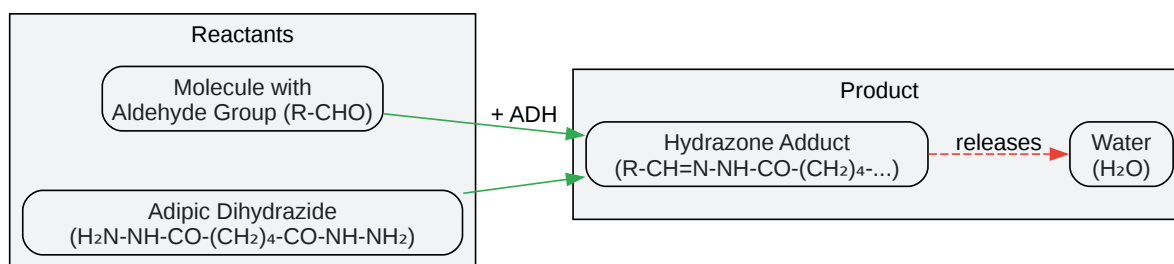 Reactants
Molecule with
Aldehyde Group (R-CHO)
Adipic Dihydrazide
(H₂N-NH-CO-(CH₂)₄-CO-NH-NH₂)
+ ADH
Product
Hydrazone Adduct
(R-CH=N-NH-CO-(CH₂)₄-...)
releases
Water
(H₂O)